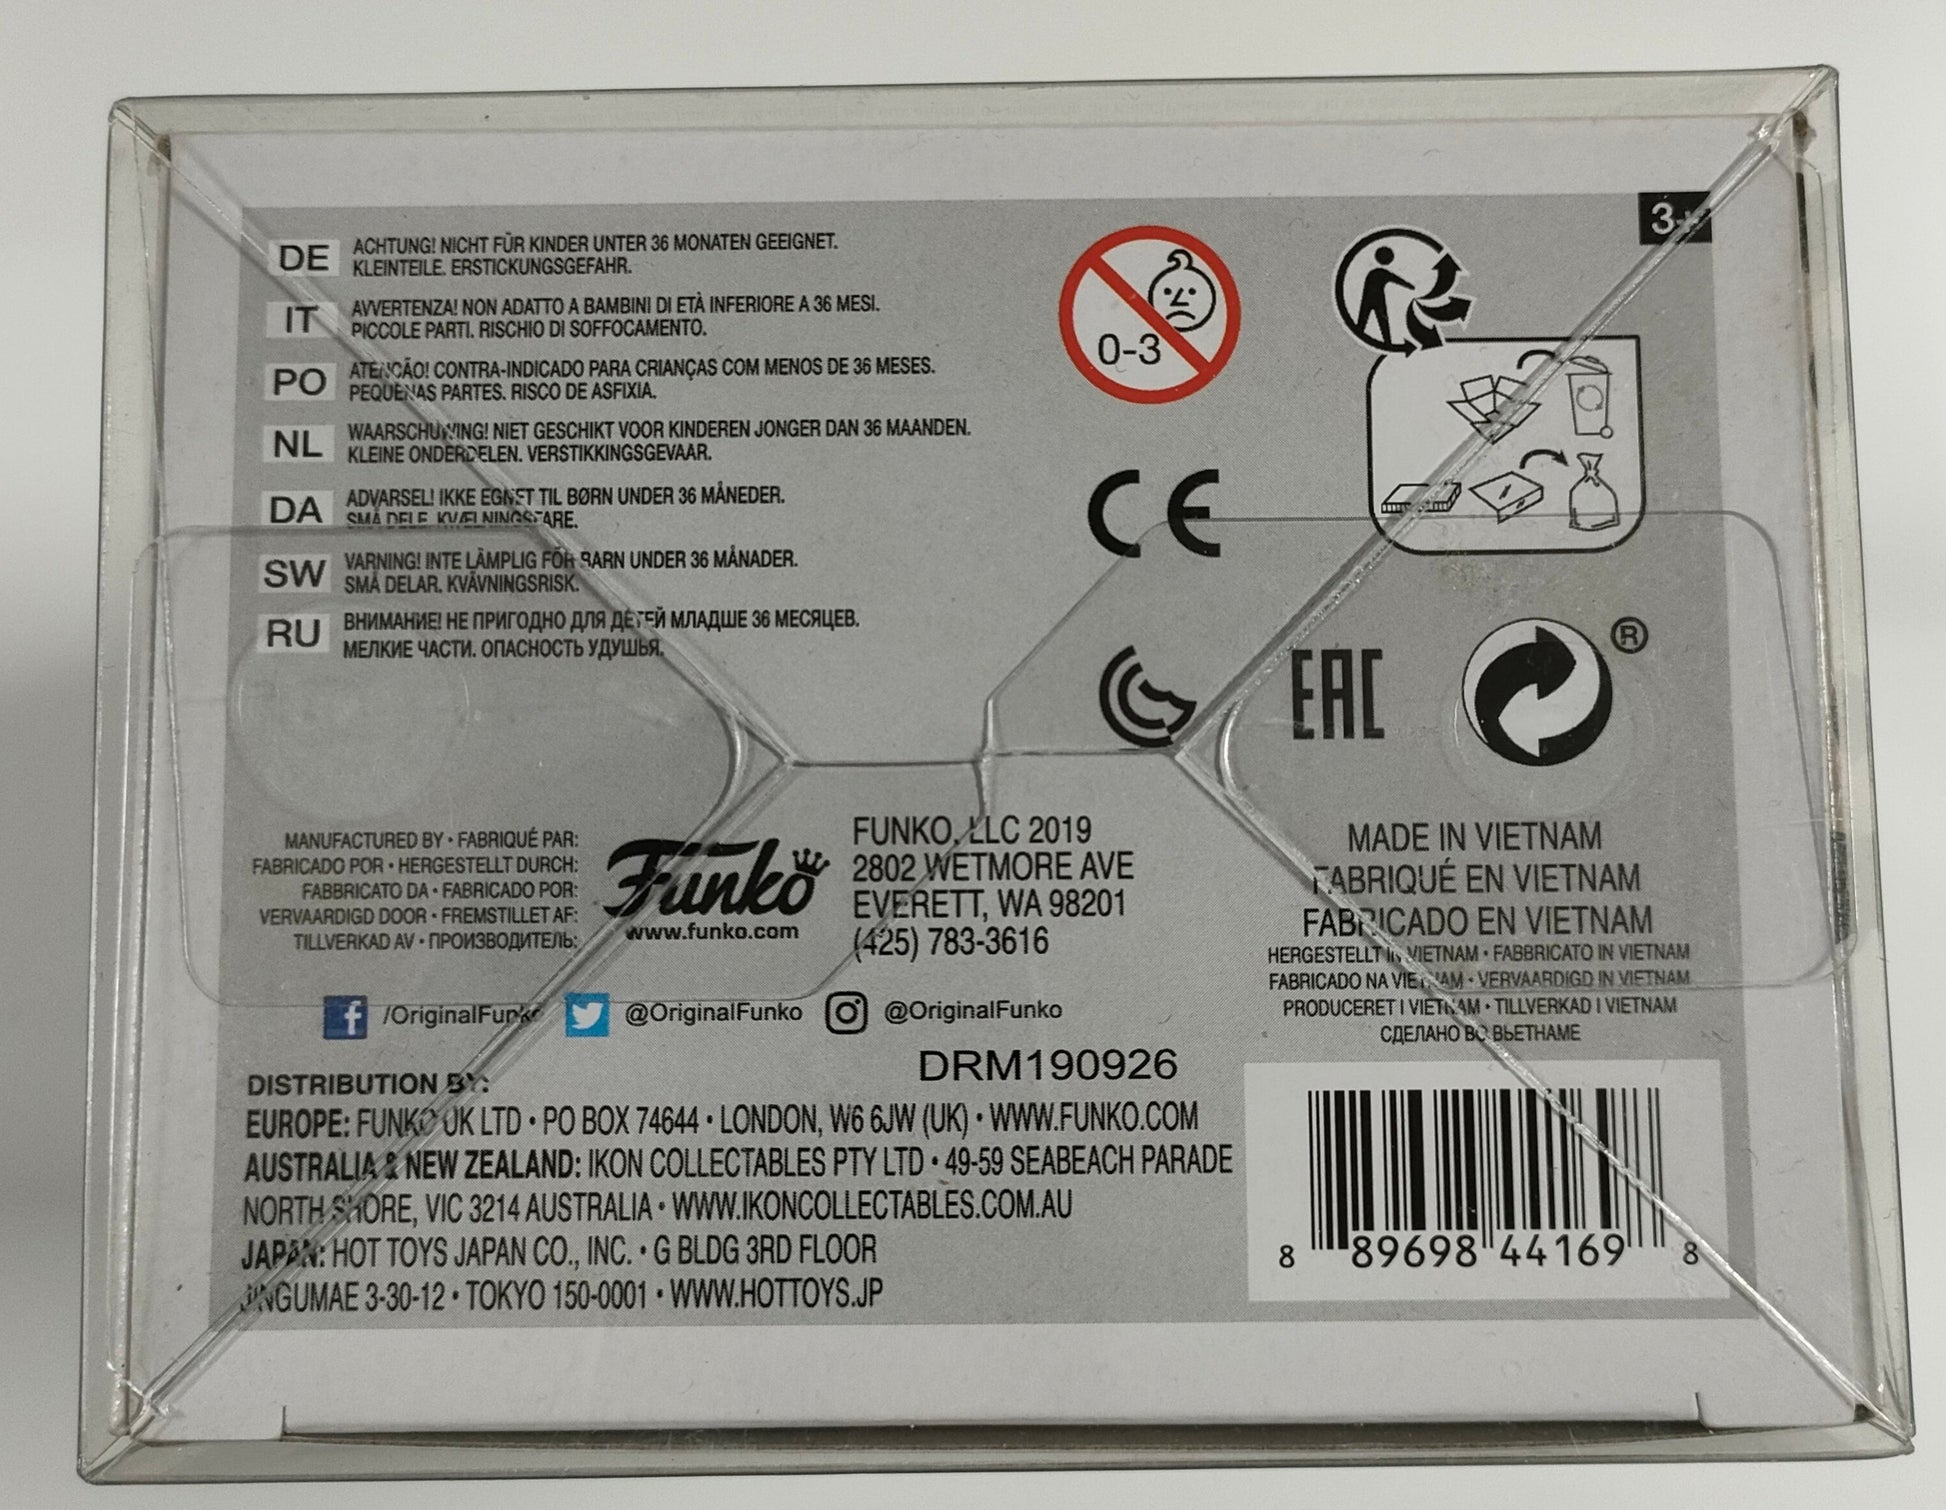 3+
DE ACHTUNG! NICHT FÜR KINDER UNTER 36 MONATEN GEEIGNET.
KLEINTEILE. ERSTICKUNGSGEFAHR.
IT AVVERTENZA! NON ADATTO A BAMBINI DI ETÀ INFERIORE A 36 MESI.
PICCOLE PARTI. RISCHIO DI SOFFOCAMENTO.
PO ATENÇÃO! CONTRA-INDICADO PARA CRIANÇAS COM MENOS DE 36 MESES.
PEQUENAS PARTES. RISCO DE ASFIXIA.
NL WAARSCHUWING! NIET GESCHIKT VOOR KINDEREN JONGER DAN 36 MAANDEN.
KLEINE ONDERDELEN. VERSTIKKINGSGEVAAR.
DA ADVARSEL! IKKE EGNET TIL BØRN UNDER 36 MÅNEDER.
SMÅ DELE. KVÆLNINGSFARE.
SW VARNING! INTE LÄMPLIG FÖR BARN UNDER 36 MÅNADER.
SMÅ DELAR. KVÄVNINGSRISK.
RU ВНИМАНИЕ! НЕ ПРИГОДНО ДЛЯ ДЕТЕЙ МЛАДШЕ 36 МЕСЯЦЕВ.
МЕЛКИЕ ЧАСТИ. ОПАСНОСТЬ УДУШЬЯ.
0-3
CE
EAC
®
MANUFACTURED BY • FABRIQUÉ PAR:
FABRICADO POR • HERGESTELLT DURCH:
FABBRICATO DA • FABRICADO POR:
VERVAARDIGD DOOR • FREMSTILLET AF:
TILLVERKAD AV • ПРОИЗВОДИТЕЛЬ:
Funko
www.funko.com
FUNKO, LLC 2019
2802 WETMORE AVE
EVERETT, WA 98201
(425) 783-3616
MADE IN VIETNAM
FABRIQUÉ EN VIETNAM
FABRICADO EN VIETNAM
HERGESTELLT IN VIETNAM • FABBRICATO IN VIETNAM
FABRICADO NA VIETNAM • VERVAARDIGD IN VIETNAM
PRODUCERET I VIETNAM • TILLVERKAD I VIETNAM
СДЕЛАНО ВО ВЬЕТНАМЕ
/OriginalFunko @OriginalFunko @OriginalFunko
DRM190926
DISTRIBUTION BY:
EUROPE: FUNKO UK LTD • PO BOX 74644 • LONDON, W6 6JW (UK) • WWW.FUNKO.COM
AUSTRALIA & NEW ZEALAND: IKON COLLECTABLES PTY LTD • 49-59 SEABEACH PARADE
NORTH SHORE, VIC 3214 AUSTRALIA • WWW.IKONCOLLECTABLES.COM.AU
JAPAN: HOT TOYS JAPAN CO., INC. • G BLDG 3RD FLOOR
JINGUMAE 3-30-12 • TOKYO 150-0001 • WWW.HOTTOYS.JP
8 89698 44169 8